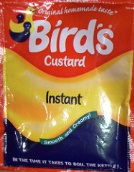 "original homemade taste"
Bird's
Custard
Instant
Smooth and Creamy!
IN THE TIME IT TAKES TO BOIL THE KETTLE!